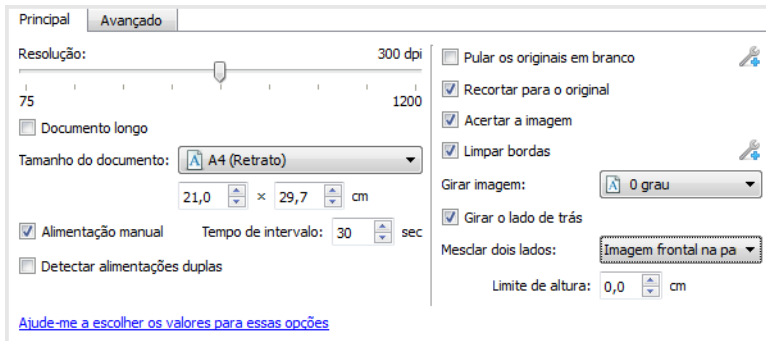 Principal
Avançado
Resolução:
300 dpi
75
1200
Documento longo
Tamanho do documento:
A4 (Retrato)
21,0 × 29,7 cm
Alimentação manual
Tempo de intervalo: 30 sec
Detectar alimentações duplas
Ajude-me a escolher os valores para essas opções
Pular os originais em branco
Recortar para o original
Acertar a imagem
Limpar bordas
Girar imagem:
0 grau
Girar o lado de trás
Mesclar dois lados:
Imagem frontal na pa
Limite de altura: 0,0 cm